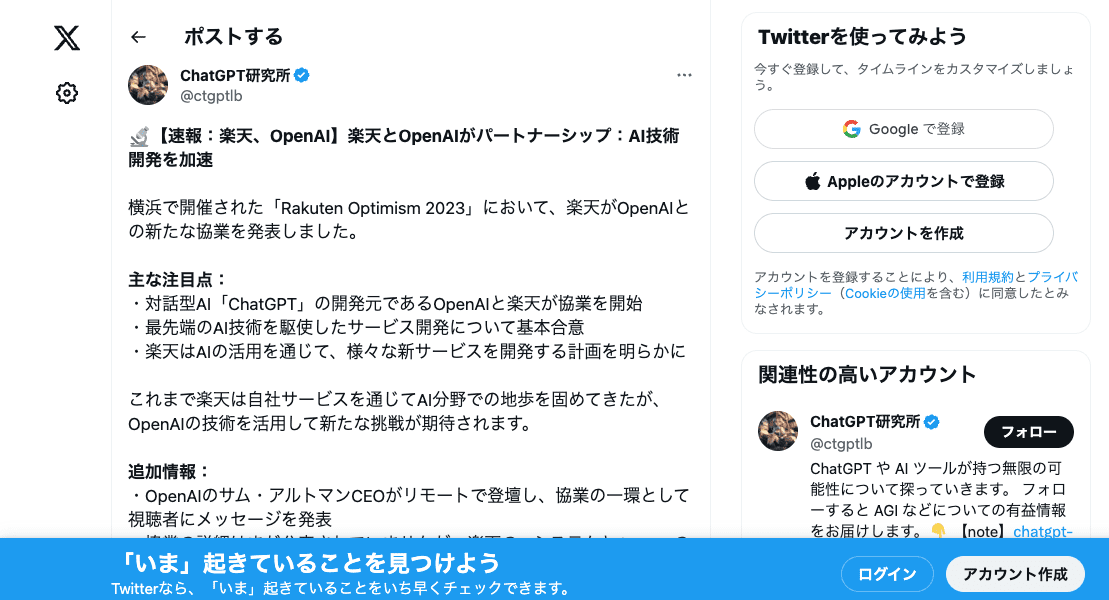 ポストする
ChatGPT研究所
@ctgptlb
【速報：楽天、OpenAI】楽天とOpenAIがパートナーシップ：AI技術
開発を加速
横浜で開催された「Rakuten Optimism 2023」において、楽天がOpenAIと
の新たな協業を発表しました。
主な注目点：
・対話型AI「ChatGPT」の開発元であるOpenAIと楽天が協業を開始
・最先端のAI技術を駆使したサービス開発について基本合意
・楽天はAIの活用を通じて、様々な新サービスを開発する計画を明らかに
これまで楽天は自社サービスを通じてAI分野での地歩を固めてきたが、
OpenAIの技術を活用して新たな挑戦が期待されます。
追加情報：
・OpenAIのサム・アルトマンCEOがリモートで登壇し、協業の一環として
視聴者にメッセージを発表
Twitterを使ってみよう
今すぐ登録して、タイムラインをカスタマイズしましょ
う。
Google で登録
Appleのアカウントで登録
アカウントを作成
アカウントを登録することにより、利用規約とプライバ
シーポリシー（Cookieの使用を含む）に同意したとみ
なされます。
関連性の高いアカウント
ChatGPT研究所
@ctgptlb
フォロー
ChatGPT や AI ツールが持つ無限の可
能性について探っていきます。 フォロ
ーすると AGI などについての有益情報
をお届けします。👇 【note】chatgpt-
「いま」起きていることを見つけよう
Twitterなら、「いま」起きていることをいち早くチェックできます。
ログイン
アカウント作成